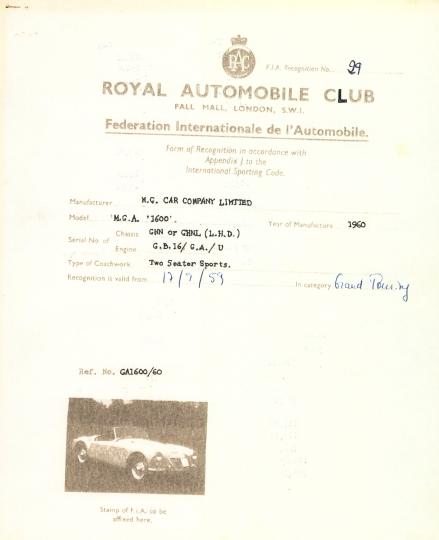 RAC
F.I.A. Recognition No. 29
ROYAL AUTOMOBILE CLUB
PALL MALL, LONDON, S.W.1.
Federation Internationale de l'Automobile.
Form of Recognition in accordance with
Appendix J to the
International Sporting Code.
Manufacturer M.G. CAR COMPANY LIMITED
Model 'M.G.A. '1600'. Year of Manufacture 1960
Serial No. of Chassis GHN or GHNL (L.H.D.)
Engine G.B.16/ G.A./ U
Type of Coachwork Two Seater Sports.
Recognition is valid from 17/9/59 In category Grand Touring
Ref. No. GA1600/60
Stamp of F.I.A. to be
affixed here.